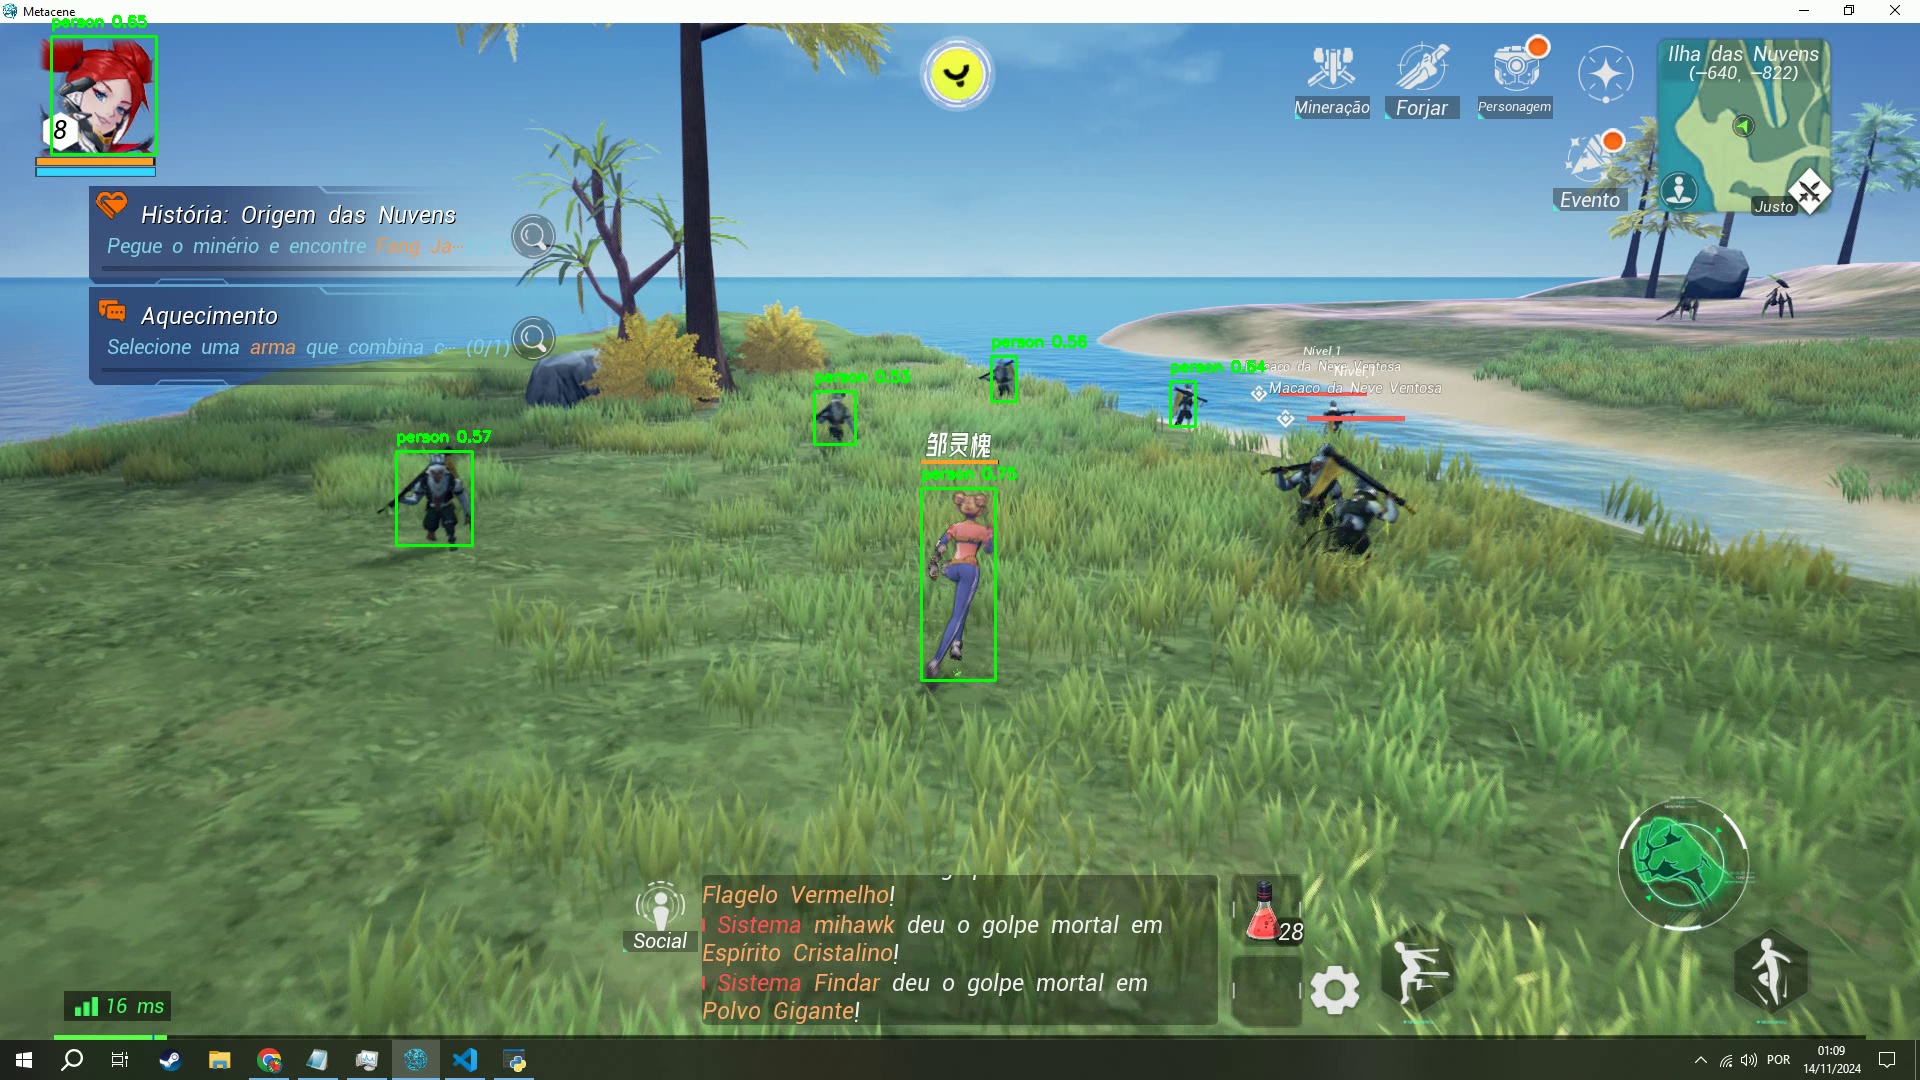 Metacene
person 0.65
8
Mineração
Forjar
Personagem
Evento
Ilha das Nuvens
(-640, -822)
Justo
História: Origem das Nuvens
Pegue o minério e encontre Fang Ja...
Aquecimento
Selecione uma arma que combina c... (0/1)
person 0.56
person 0.53
person 0.64
Nível 1
Nível 1
Macaco da Neve Ventosa
person 0.57
邹灵槐
Flagelo Vermelho!
Sistema mihawk deu o golpe mortal em
Espírito Cristalino!
Sistema Findar deu o golpe mortal em
Polvo Gigante!
Social
28
16 ms
POR
01:09
14/11/2024